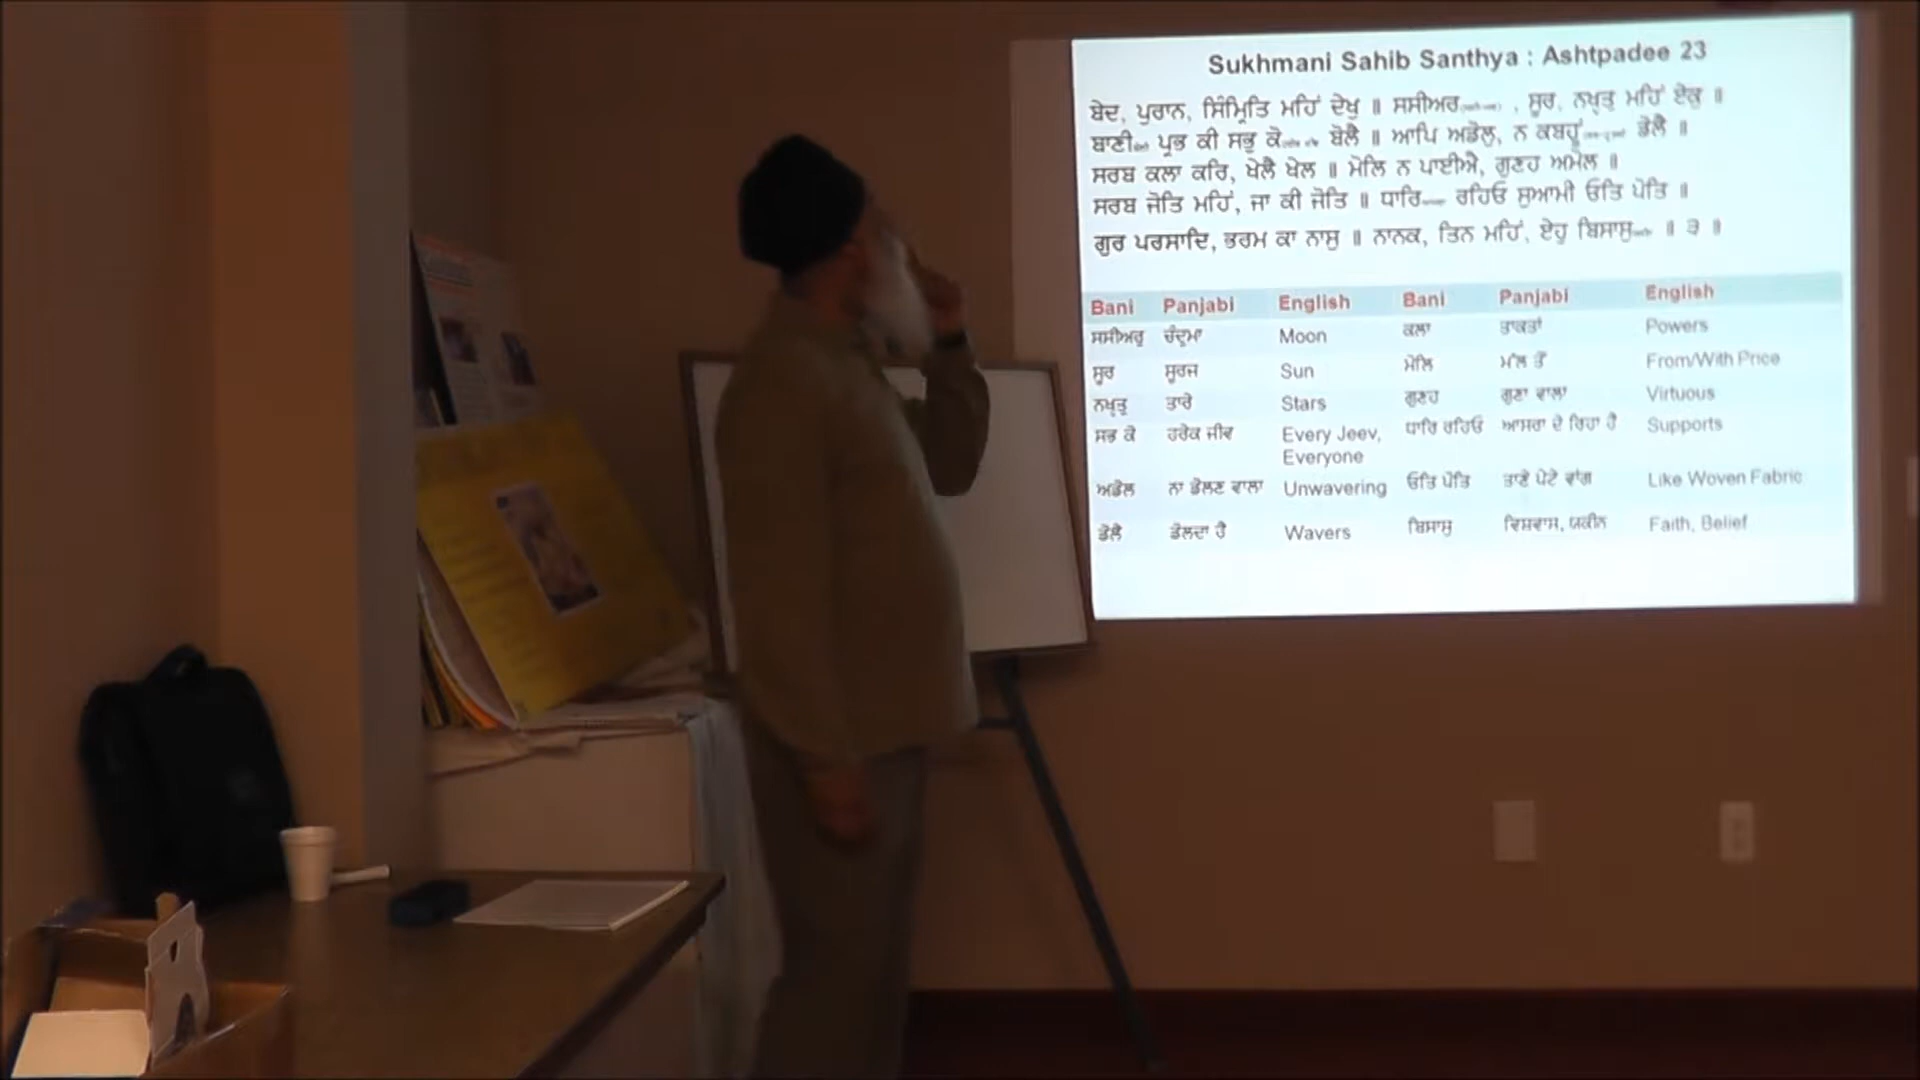 Sukhmani Sahib Santhya : Ashtpadee 23
ਬੇਦ, ਪੁਰਾਨ, ਸਿੰਮ੍ਰਿਤਿ ਮਹਿਂ ਦੇਖੁ ॥ ਸਸੀਅਰ , ਸੂਰ, ਨਖੵਤ੍ਰ ਮਹਿਂ ਏਕੁ ॥
ਬਾਣੀ ਪ੍ਰਭ ਕੀ ਸਭੁ ਕੋ ਬੋਲੈ ॥ ਆਪਿ ਅਡੋਲੁ, ਨ ਕਬਹੂੰ ਡੋਲੈ ॥
ਸਰਬ ਕਲਾ ਕਰਿ, ਖੇਲੈ ਖੇਲ ॥ ਮੋਲਿ ਨ ਪਾਈਐ, ਗੁਣਹ ਅਮੋਲ ॥
ਸਰਬ ਜੋਤਿ ਮਹਿਂ, ਜਾ ਕੀ ਜੋਤਿ ॥ ਧਾਰਿ ਰਹਿਓ ਸੁਆਮੀ ਓਤਿ ਪੋਤਿ ॥
ਗੁਰ ਪਰਸਾਦਿ, ਭਰਮ ਕਾ ਨਾਸੁ ॥ ਨਾਨਕ, ਤਿਨ ਮਹਿਂ, ਏਹੁ ਬਿਸਾਸੁ ॥ ੩ ॥
Bani Panjabi English Bani Panjabi English
ਸਸੀਅਰੁ ਚੰਦ੍ਰਮਾ Moon ਕਲਾ ਤਾਕਤਾਂ Powers
ਸੂਰ ਸੂਰਜ Sun ਮੋਲਿ ਮੁੱਲ ਤੋਂ From/With Price
ਨਖੵਤ੍ਰ ਤਾਰੇ Stars ਗੁਣਹ ਗੁਣਾ ਵਾਲਾ Virtuous
ਸਭ ਕੋ ਹਰੇਕ ਜੀਵ Every Jeev, ਧਾਰਿ ਰਹਿਓ ਆਸਰਾ ਦੇ ਰਿਹਾ ਹੈ Supports
Everyone
ਅਡੋਲ ਨਾ ਡੋਲਣ ਵਾਲਾ Unwavering ਓਤਿ ਪੋਤਿ ਤਾਣੇ ਪੇਟੇ ਵਾਂਗ Like Woven Fabric
ਡੋਲੈ ਡੋਲਦਾ ਹੈ Wavers ਬਿਸਾਸੁ ਵਿਸ਼ਵਾਸ, ਯਕੀਨ Faith, Belief